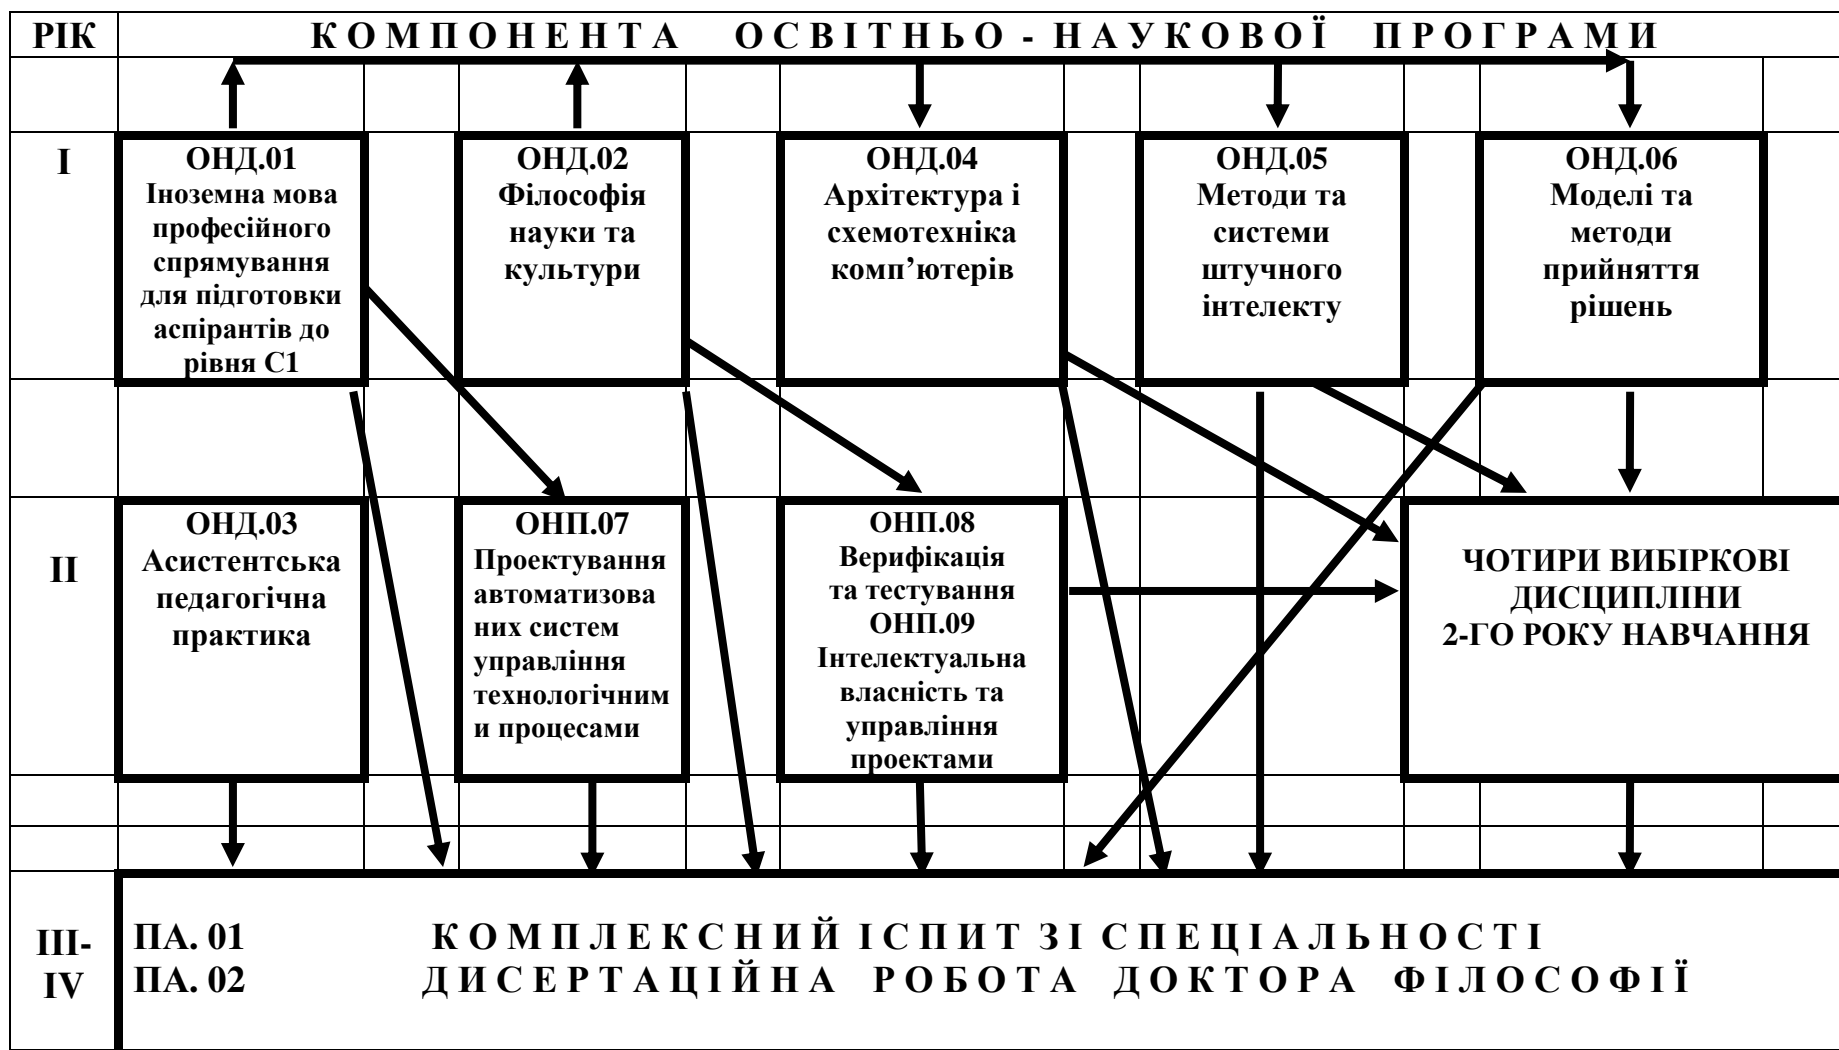 РІК
К О М П О Н Е Н Т А О С В І Т Н Ь О - Н А У К О В О Ї П Р О Г Р А М И
І
ОНД.01
Іноземна мова
професійного
спрямування
для підготовки
аспірантів до
рівня С1
ОНД.02
Філософія
науки та
культури
ОНД.04
Архітектура і
схемотехніка
комп’ютерів
ОНД.05
Методи та
системи
штучного
інтелекту
ОНД.06
Моделі та
методи
прийняття
рішень
ІІ
ОНД.03
Асистентська
педагогічна
практика
ОНП.07
Проектування
автоматизова
них систем
управління
технологічним
и процесами
ОНП.08
Верифікація
та тестування
ОНП.09
Інтелектуальна
власність та
управління
проектами
ЧОТИРИ ВИБІРКОВІ
ДИСЦИПЛІНИ
2-ГО РОКУ НАВЧАННЯ
ІІІ-
IV
ПА. 01 К О М П Л Е К С Н И Й І С П И Т З І С П Е Ц І А Л Ь Н О С Т І
ПА. 02 Д И С Е Р Т А Ц І Й Н А Р О Б О Т А Д О К Т О Р А Ф І Л О С О Ф І Ї